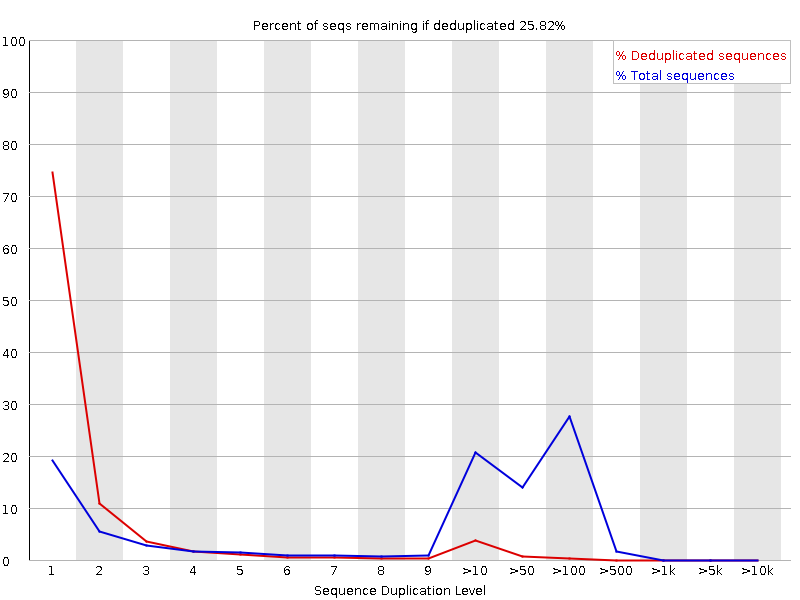 Percent of seqs remaining if deduplicated 25.82%
% Deduplicated sequences
% Total sequences
100
90
80
70
60
50
40
30
20
10
0
1 2 3 4 5 6 7 8 9 >10 >50 >100 >500 >1k >5k >10k
Sequence Duplication Level